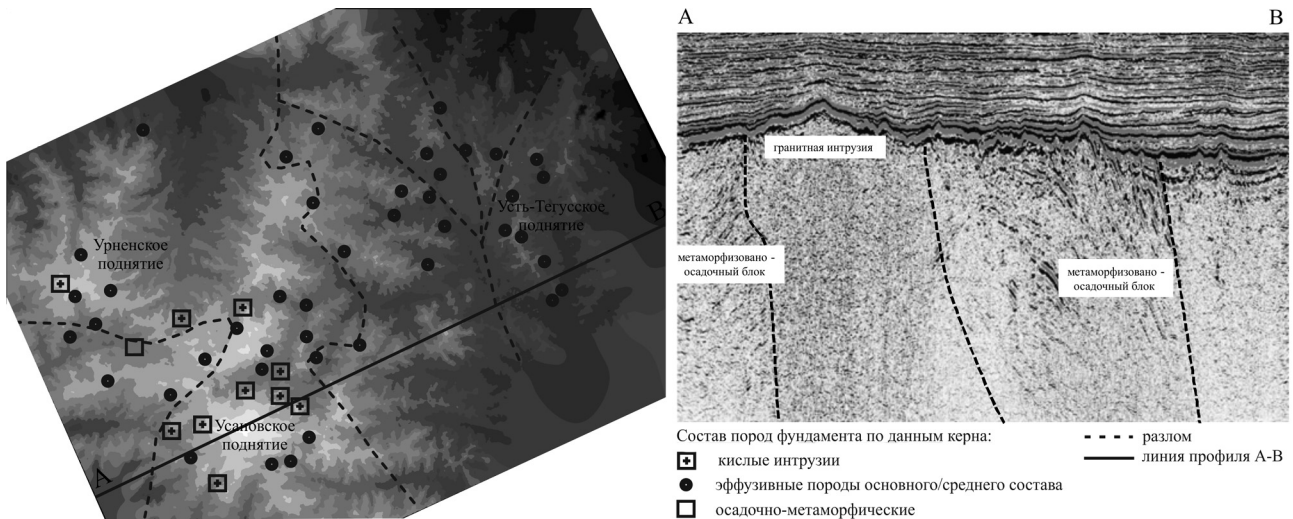 Урненское
поднятие
Усть-Тегусское
поднятие
Усановское
поднятие
A
B
A
B
гранитная интрузия
метаморфизовано -
осадочный блок
метаморфизовано -
осадочный блок
Состав пород фундамента по данным керна:
кислые интрузии
эффузивные породы основного/среднего состава
осадочно-метаморфические
разлом
линия профиля А-В